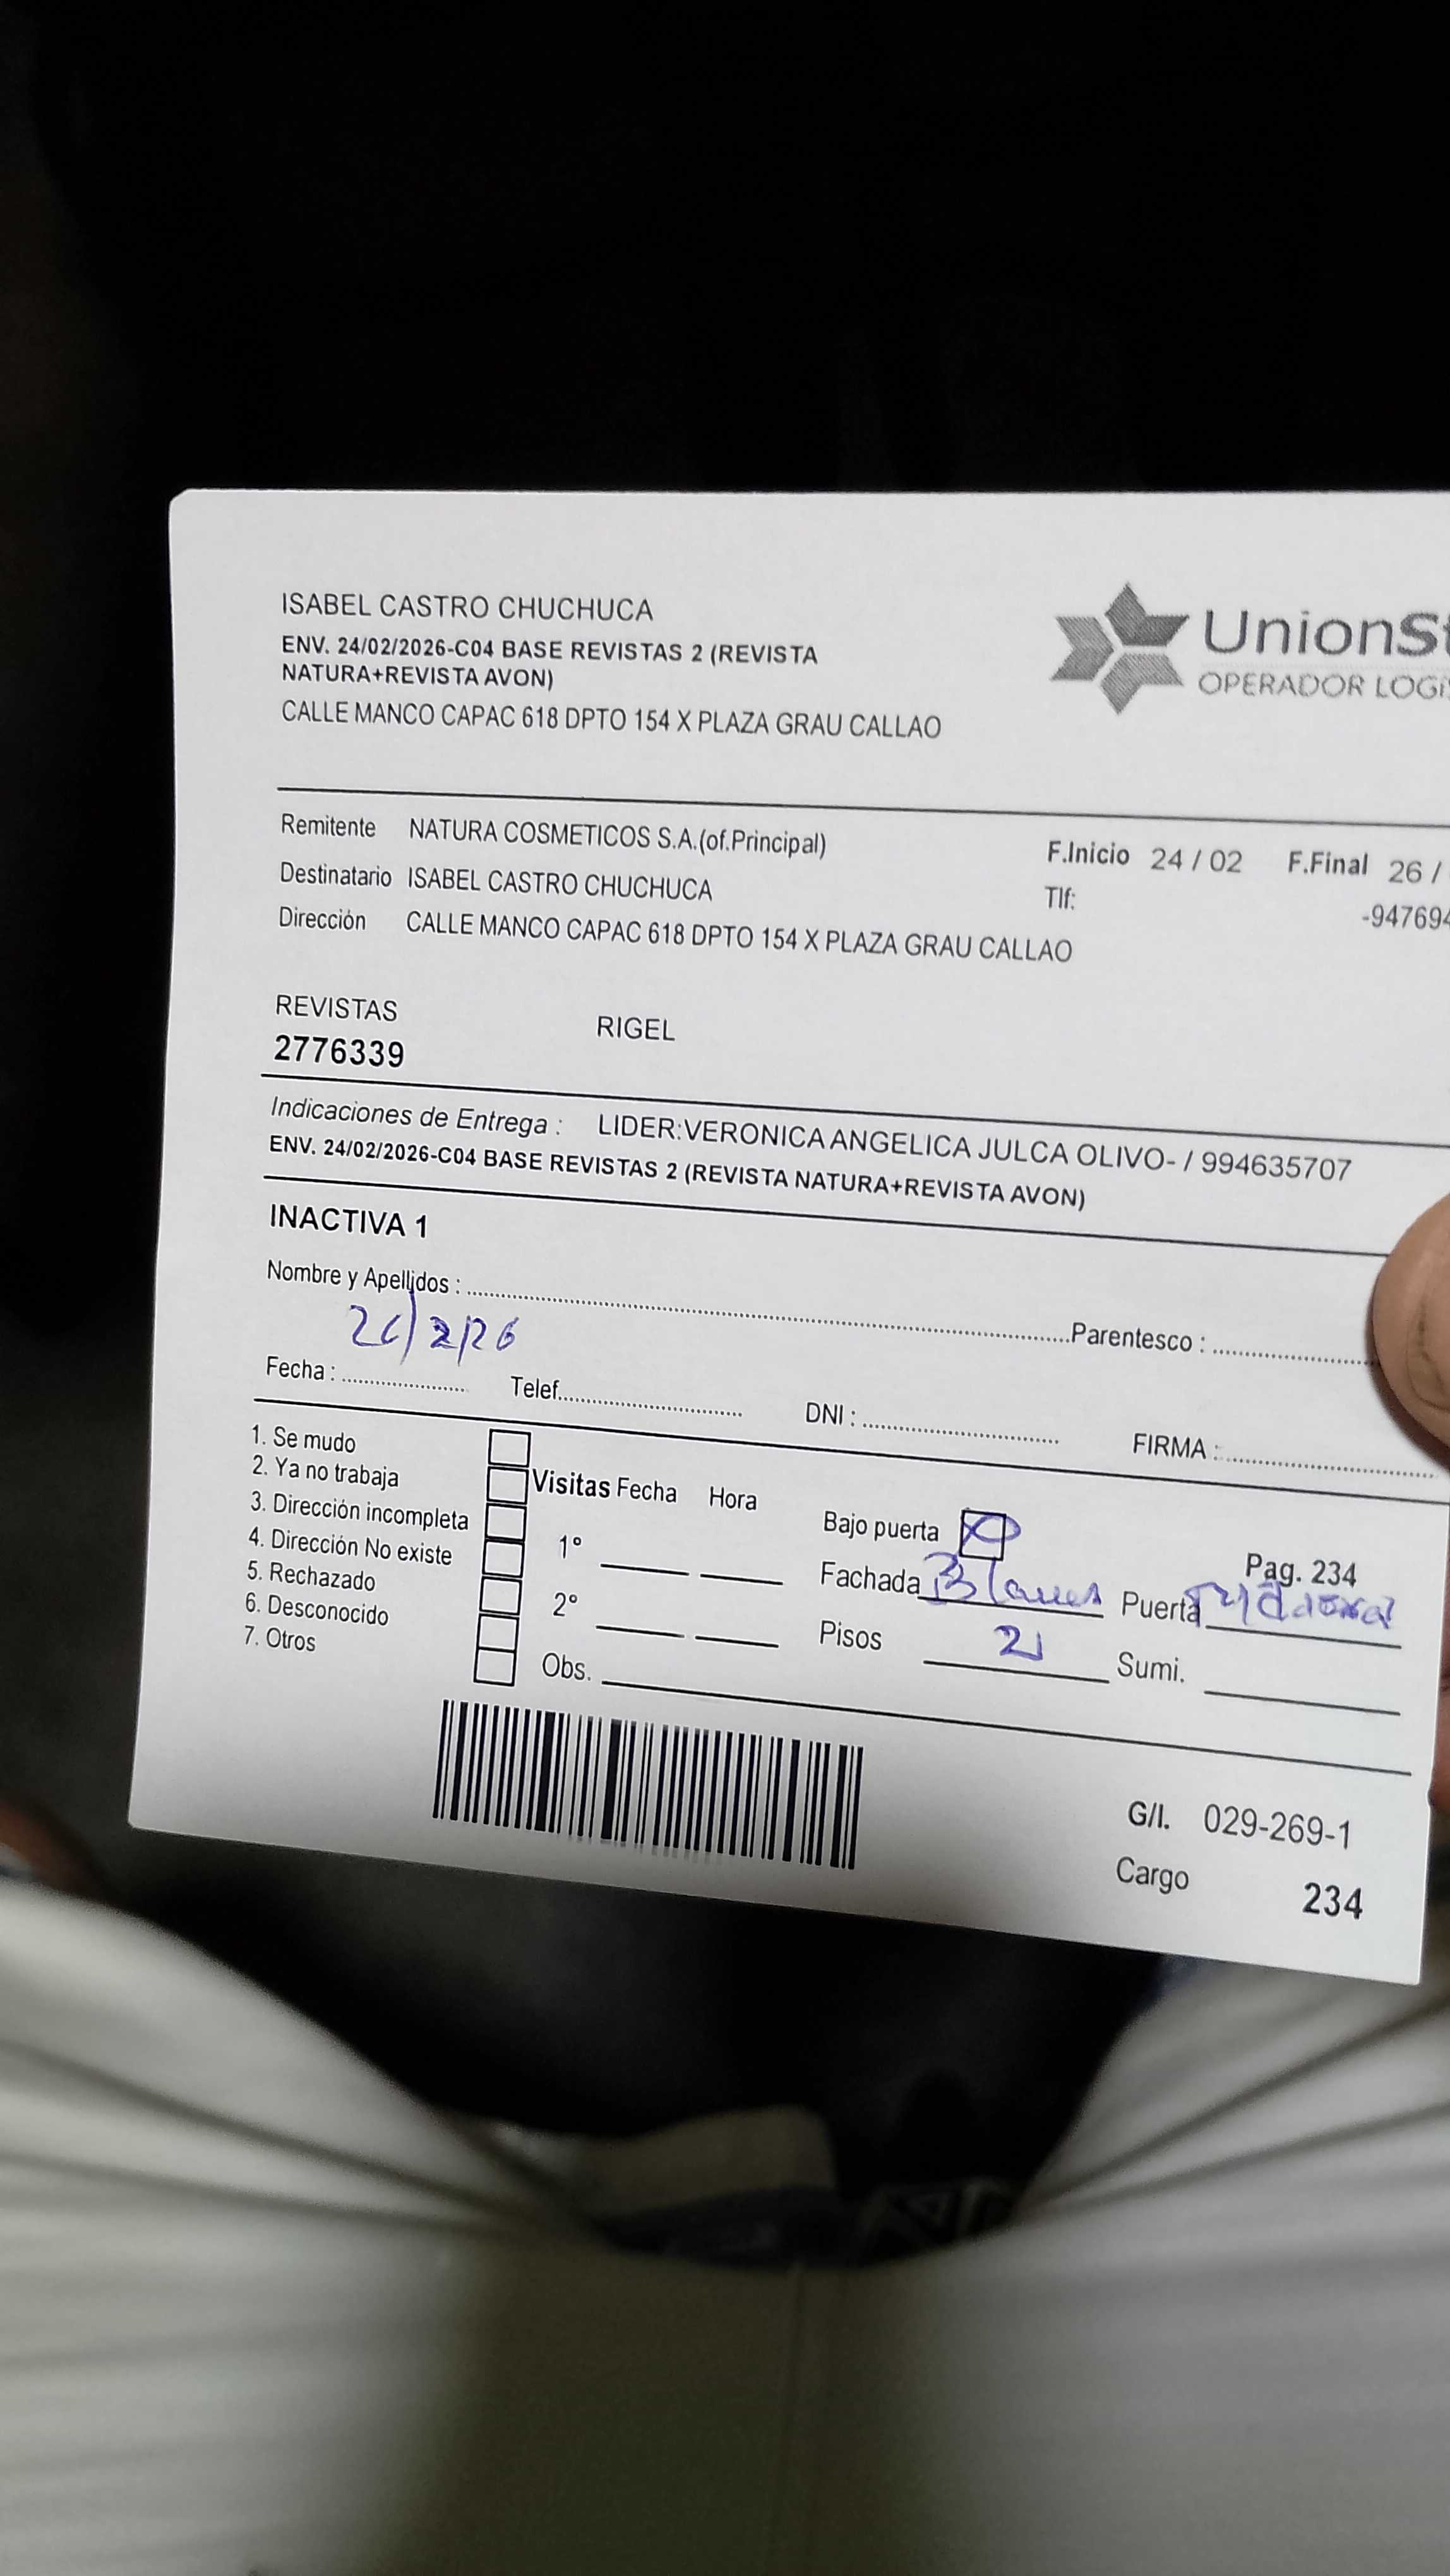 ISABEL CASTRO CHUCHUCA
ENV. 24/02/2026-C04 BASE REVISTAS 2 (REVISTA
NATURA+REVISTA AVON)
CALLE MANCO CAPAC 618 DPTO 154 X PLAZA GRAU CALLAO
UnionSt
OPERADOR LOGI
Remitente NATURA COSMETICOS S.A.(of.Principal)
F.Inicio 24 / 02 F.Final 26 /
Destinatario ISABEL CASTRO CHUCHUCA
Tlf: -947694
Dirección CALLE MANCO CAPAC 618 DPTO 154 X PLAZA GRAU CALLAO
REVISTAS RIGEL
2776339
Indicaciones de Entrega : LIDER:VERONICA ANGELICA JULCA OLIVO- / 994635707
ENV. 24/02/2026-C04 BASE REVISTAS 2 (REVISTA NATURA+REVISTA AVON)
INACTIVA 1
Nombre y Apellidos : Parentesco :
26/2/26
Fecha : Telef. DNI : FIRMA :
1. Se mudo
2. Ya no trabaja
3. Dirección incompleta
4. Dirección No existe
5. Rechazado
6. Desconocido
7. Otros
Visitas Fecha Hora
1°
2°
Obs.
Bajo puerta
Pag. 234
Fachada Puerta
Pisos 2 Sumi.
G/I. 029-269-1
Cargo 234